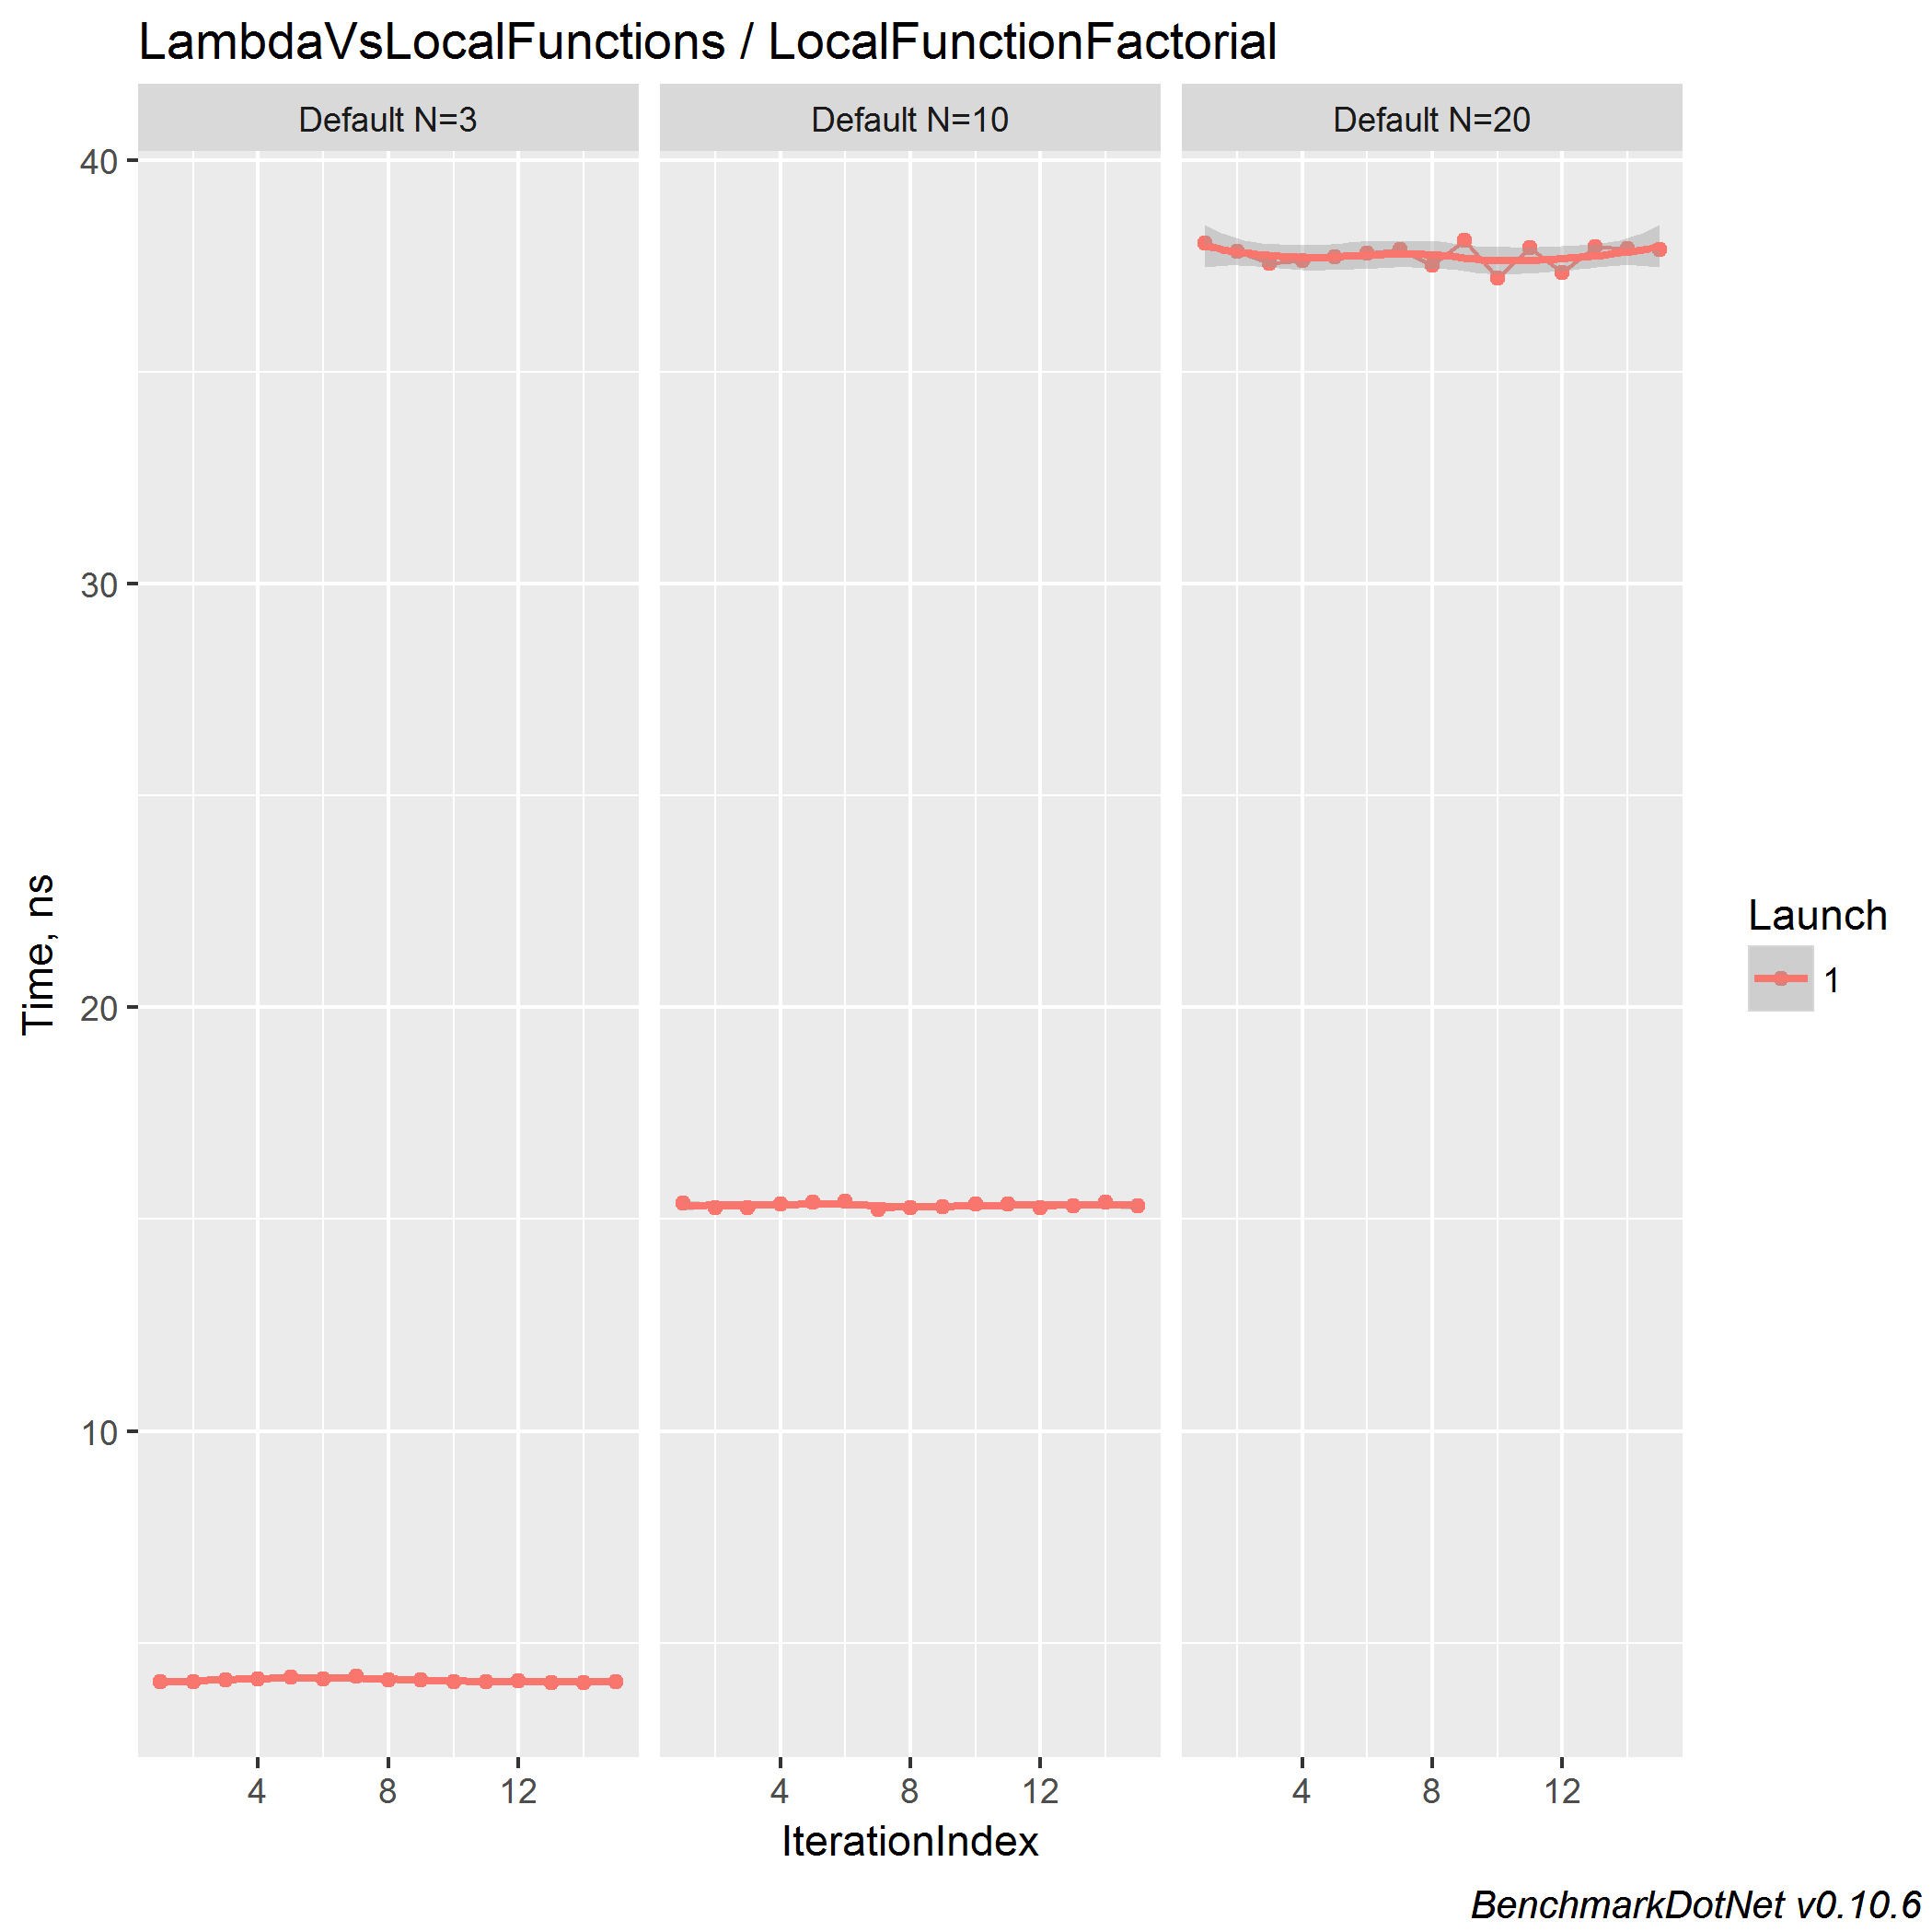 LambdaVsLocalFunctions / LocalFunctionFactorial
Default N=3
Default N=10
Default N=20
40
30
20
10
Time, ns
4 8 12
4 8 12
4 8 12
IterationIndex
Launch
1
BenchmarkDotNet v0.10.6